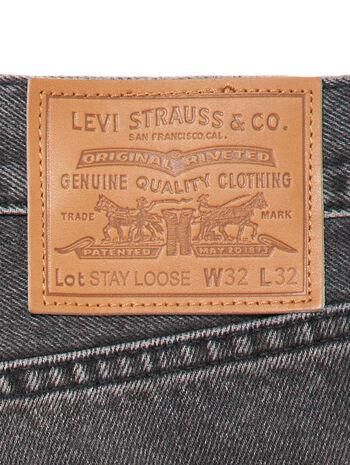 LEVI STRAUSS & CO.
SAN FRANCISCO, CAL.
ORIGINAL RIVETED
GENUINE QUALITY CLOTHING
TRADE MARK
PATENTED MAY 20 1873
Lot STAY LOOSE W32 L32